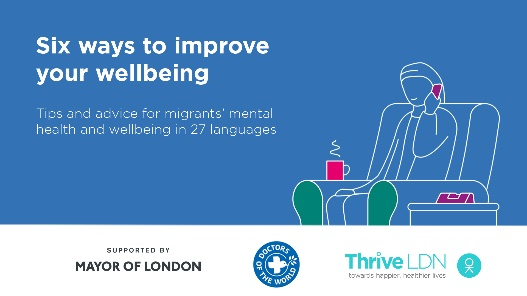 Six ways to improve
your wellbeing
Tips and advice for migrants' mental
health and wellbeing in 27 languages
SUPPORTED BY
MAYOR OF LONDON
DOCTORS
OF THE WORLD
Thrive LDN
towards happier, healthier lives